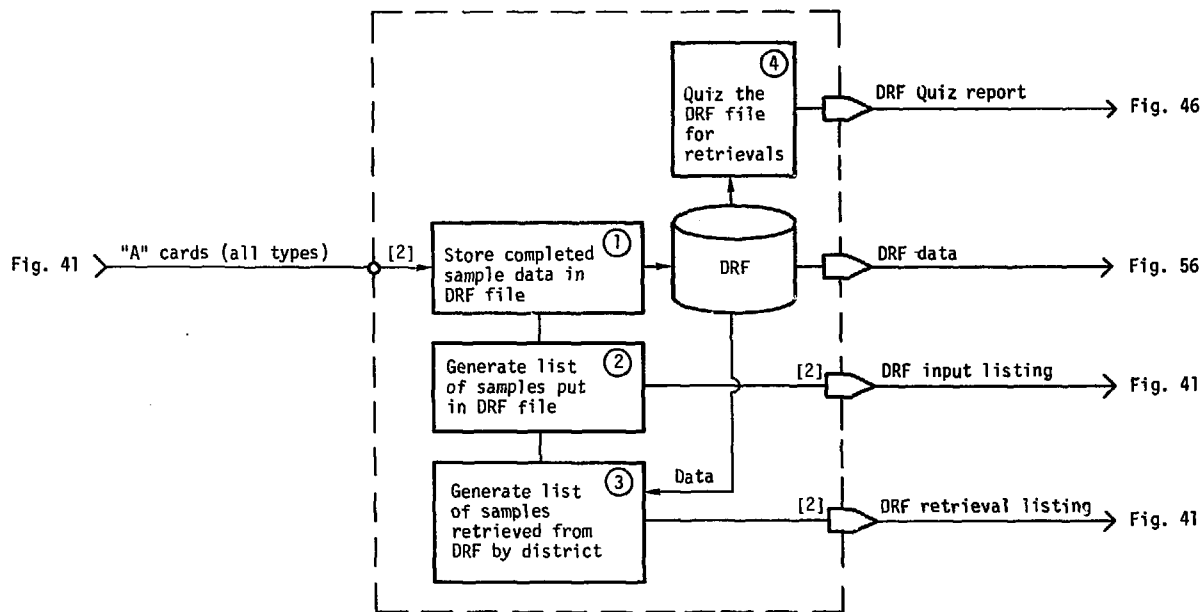 ④
Quiz the
DRF file
for
retrievals
DRF Quiz report
Fig. 46
Fig. 41
"A" cards (all types)
[2]
①
Store completed
sample data in
DRF file
DRF
DRF data
Fig. 56
②
Generate list
of samples put
in DRF file
[2]
DRF input listing
Fig. 41
③
Generate list
of samples
retrieved from
DRF by district
Data
[2]
DRF retrieval listing
Fig. 41